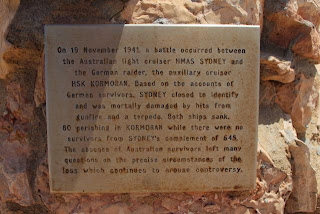 On 19 November 1941 a battle occurred between
the Australian light cruiser HMAS SYDNEY and
the German raider, the auxiliary cruiser
HSK KORMORAN. Based on the accounts of
German survivors, SYDNEY closed to identify
and was mortally damaged by hits from
gunfire and a torpedo. Both ships sank,
80 perishing in KORMORAN while there were no
survivors from SYDNEY's complement of 645.
The absence of Australian survivors left many
questions on the precise circumstances of the
loss which continues to arouse controversy.